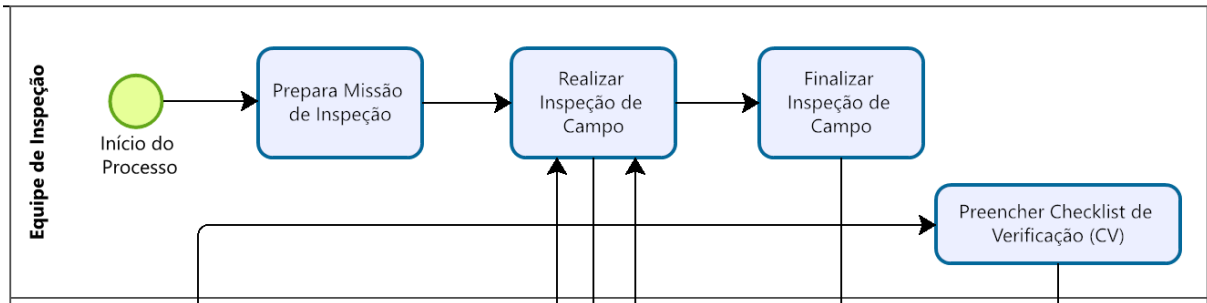 Equipe de Inspeção
Início do
Processo
Prepara Missão
de Inspeção
Realizar
Inspeção de
Campo
Finalizar
Inspeção de
Campo
Preencher Checklist de
Verificação (CV)